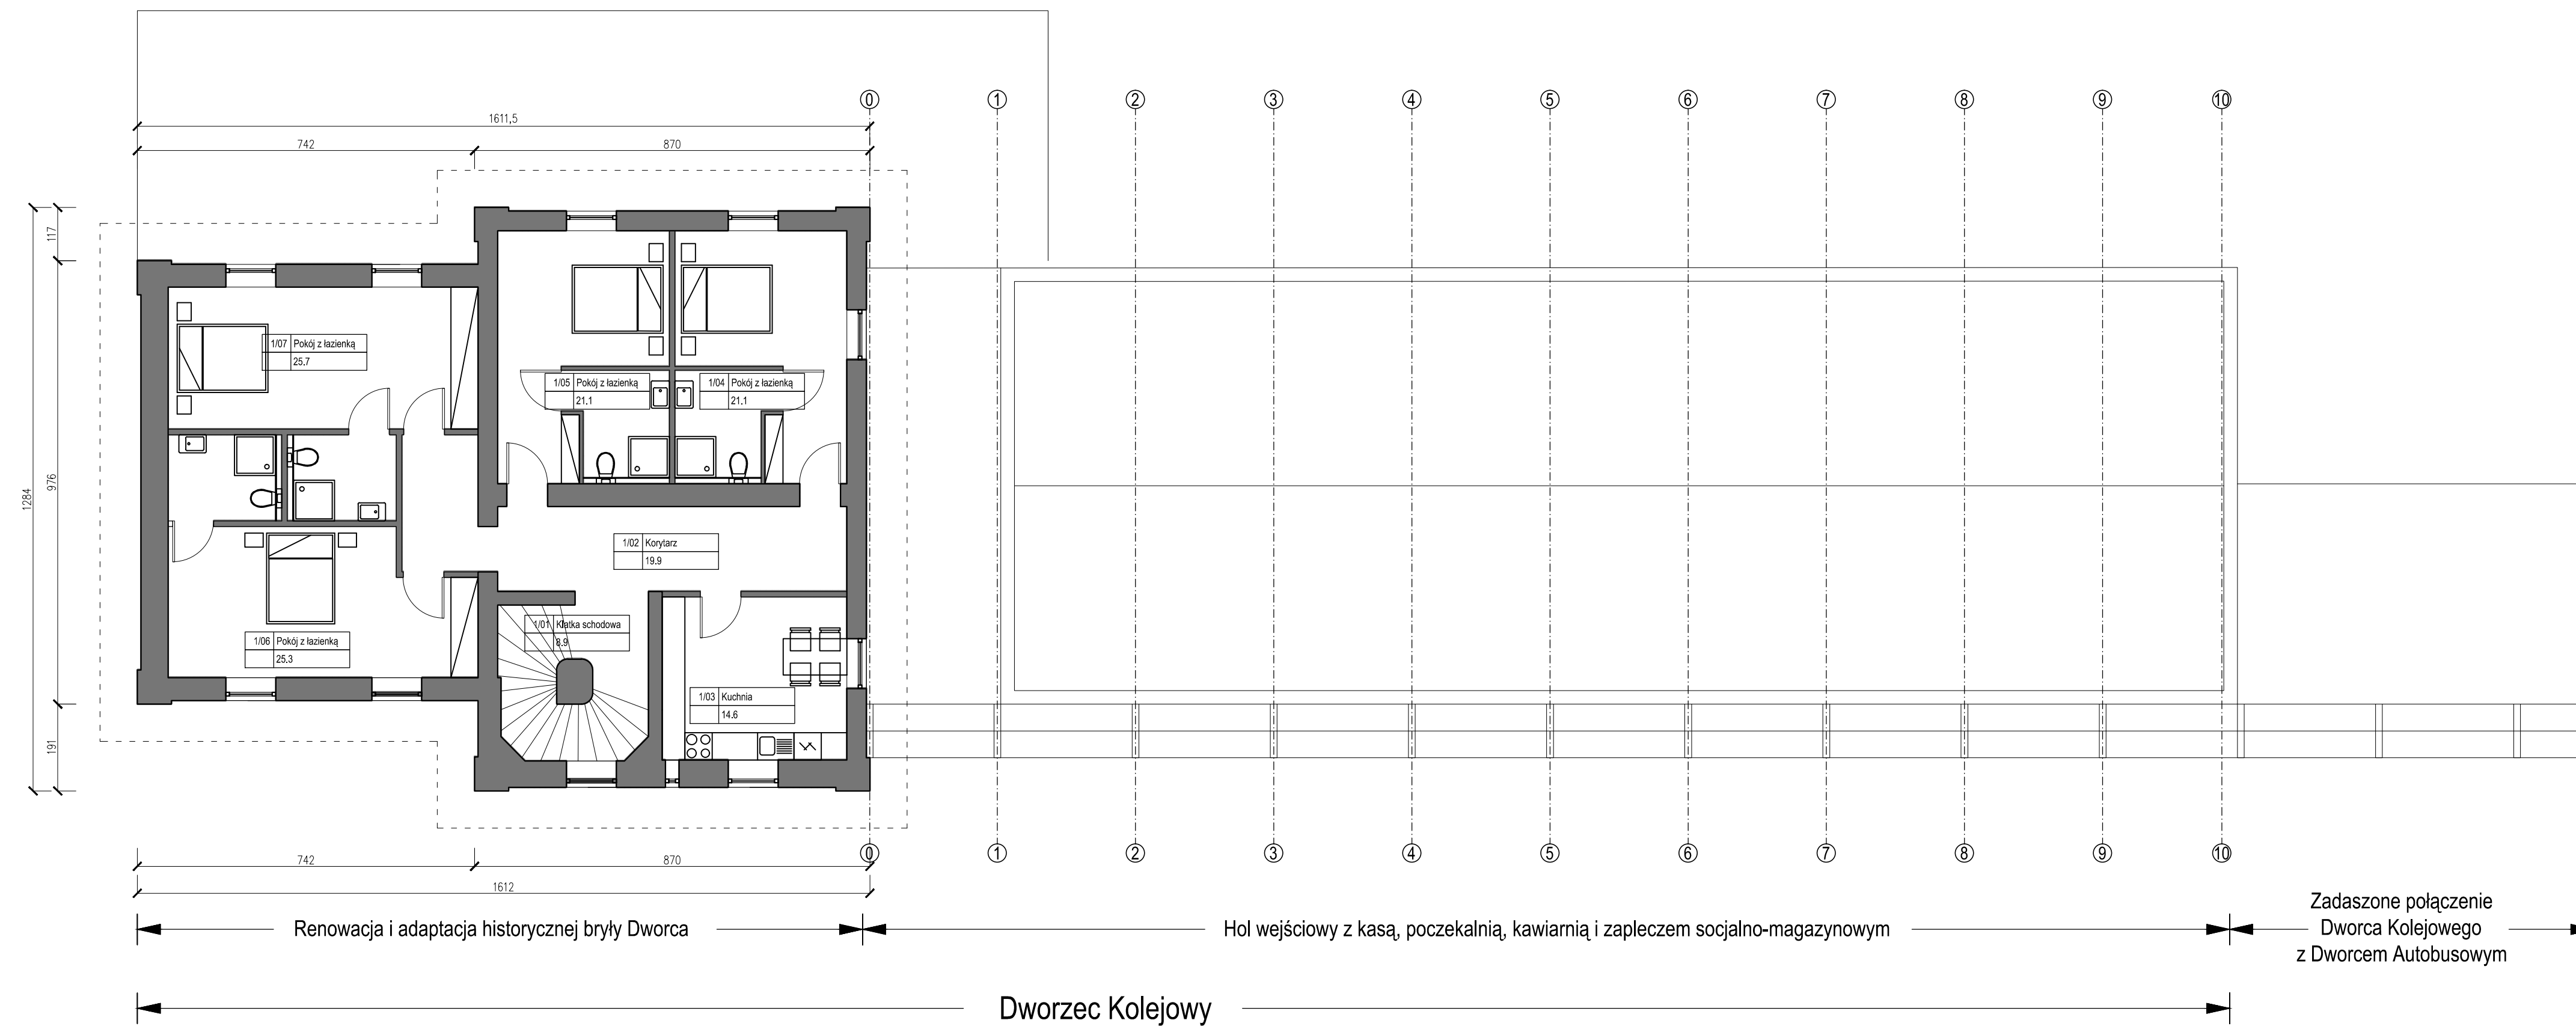 0 1 2 3 4 5 6 7 8 9 10
1611,5
742 870
117
976
1284
191
1/07 Pokój z łazienką
25.7
1/05 Pokój z łazienką
21.1
1/04 Pokój z łazienką
21.1
1/02 Korytarz
19.9
1/01 Klatka schodowa
8.9
1/06 Pokój z łazienką
25.3
1/03 Kuchnia
14.6
0 1 2 3 4 5 6 7 8 9 10
742 870
1612
Renowacja i adaptacja historycznej bryły Dworca
Hol wejściowy z kasą, poczekalnią, kawiarnią i zapleczem socjalno-magazynowym
Zadaszone połączenie
Dworca Kolejowego
z Dworcem Autobusowym
Dworzec Kolejowy